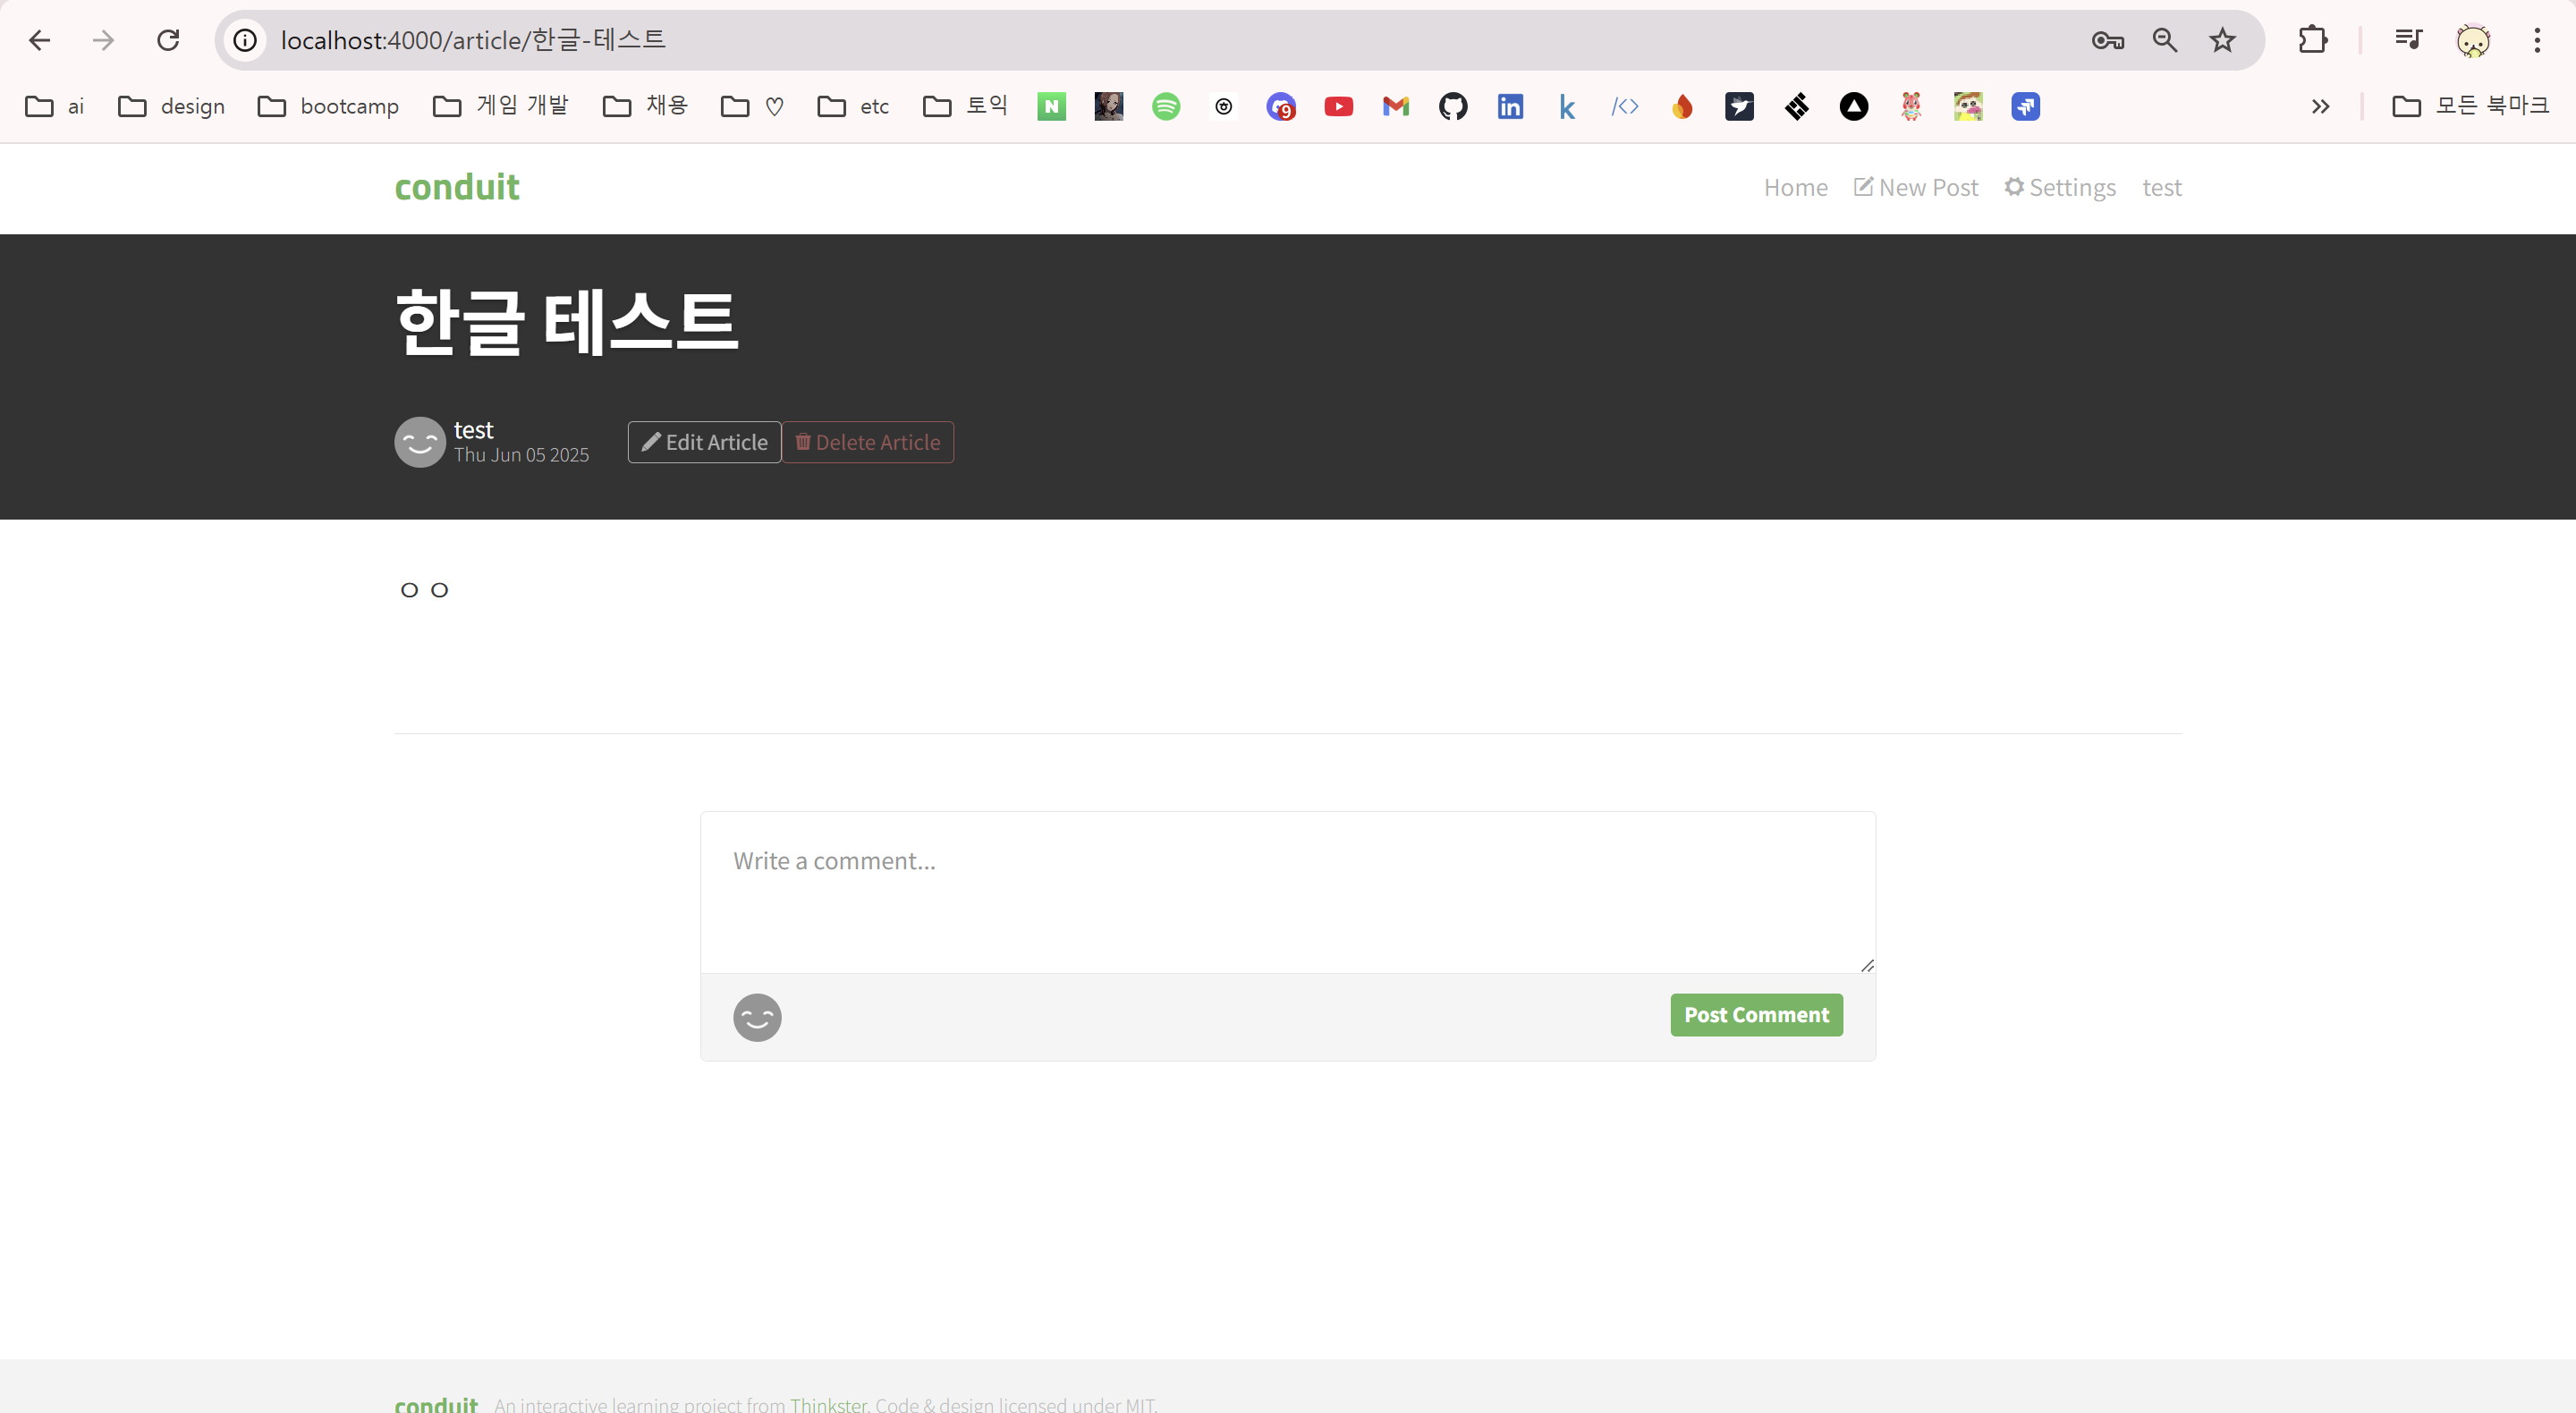 localhost:4000/article/한글-테스트
ai design bootcamp 게임 개발 채용 ♡ etc 토익 N 9 in k 모든 북마크
conduit Home New Post Settings test
한글 테스트
test
Thu Jun 05 2025
Edit Article Delete Article
ㅇㅇ
Write a comment...
Post Comment
conduit An interactive learning project from Thinkster. Code & design licensed under MIT.